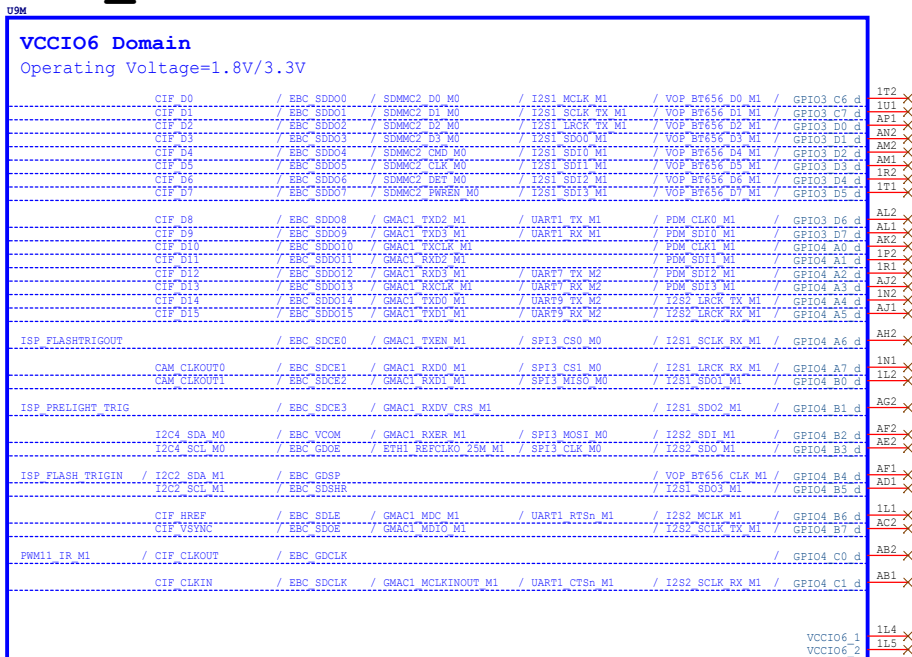 U9M
VCCIO6 Domain
Operating Voltage=1.8V/3.3V
CIF_D0 / EBC_SDDO0 / SDMMC2_D0_M0 / I2S1_MCLK_M1 / VOP_BT656_D0_M1 / GPIO3_C6_d 1T2
CIF_D1 / EBC_SDDO1 / SDMMC2_D1_M0 / I2S1_SCLK_TX_M1 / VOP_BT656_D1_M1 / GPIO3_C7_d 1U1
CIF_D2 / EBC_SDDO2 / SDMMC2_D2_M0 / I2S1_LRCK_TX_M1 / VOP_BT656_D2_M1 / GPIO3_D0_d AP1
CIF_D3 / EBC_SDDO3 / SDMMC2_D3_M0 / I2S1_SDO0_M1 / VOP_BT656_D3_M1 / GPIO3_D1_d AN2
CIF_D4 / EBC_SDDO4 / SDMMC2_CMD_M0 / I2S1_SDI0_M1 / VOP_BT656_D4_M1 / GPIO3_D2_d AM2
CIF_D5 / EBC_SDDO5 / SDMMC2_CLK_M0 / I2S1_SDI1_M1 / VOP_BT656_D5_M1 / GPIO3_D3_d AM1
CIF_D6 / EBC_SDDO6 / SDMMC2_DET_M0 / I2S1_SDI2_M1 / VOP_BT656_D6_M1 / GPIO3_D4_d 1R2
CIF_D7 / EBC_SDDO7 / SDMMC2_PWREN_M0 / I2S1_SDI3_M1 / VOP_BT656_D7_M1 / GPIO3_D5_d 1T1
CIF_D8 / EBC_SDDO8 / GMAC1_TXD2_M1 / UART1_TX_M1 / PDM_CLK0_M1 / GPIO3_D6_d AL2
CIF_D9 / EBC_SDDO9 / GMAC1_TXD3_M1 / UART1_RX_M1 / PDM_SDI0_M1 / GPIO3_D7_d AL1
CIF_D10 / EBC_SDDO10 / GMAC1_TXCLK_M1 / PDM_CLK1_M1 / GPIO4_A0_d AK2
CIF_D11 / EBC_SDDO11 / GMAC1_RXD2_M1 / PDM_SDI1_M1 / GPIO4_A1_d 1P2
CIF_D12 / EBC_SDDO12 / GMAC1_RXD3_M1 / UART7_TX_M2 / PDM_SDI2_M1 / GPIO4_A2_d 1R1
CIF_D13 / EBC_SDDO13 / GMAC1_RXCLK_M1 / UART7_RX_M2 / PDM_SDI3_M1 / GPIO4_A3_d AJ2
CIF_D14 / EBC_SDDO14 / GMAC1_TXD0_M1 / UART9_TX_M2 / I2S2_LRCK_TX_M1 / GPIO4_A4_d 1N2
CIF_D15 / EBC_SDDO15 / GMAC1_TXD1_M1 / UART9_RX_M2 / I2S2_LRCK_RX_M1 / GPIO4_A5_d AJ1
ISP_FLASHTRIGOUT / EBC_SDCE0 / GMAC1_TXEN_M1 / SPI3_CS0_M0 / I2S1_SCLK_RX_M1 / GPIO4_A6_d AH2
CAM_CLKOUT0 / EBC_SDCE1 / GMAC1_RXD0_M1 / SPI3_CS1_M0 / I2S1_LRCK_RX_M1 / GPIO4_A7_d 1N1
CAM_CLKOUT1 / EBC_SDCE2 / GMAC1_RXD1_M1 / SPI3_MISO_M0 / I2S1_SDO1_M1 / GPIO4_B0_d 1L2
ISP_PRELIGHT_TRIG / EBC_SDCE3 / GMAC1_RXDV_CRS_M1 / I2S1_SDO2_M1 / GPIO4_B1_d AG2
I2C4_SDA_M0 / EBC_VCOM / GMAC1_RXER_M1 / SPI3_MOSI_M0 / I2S2_SDI_M1 / GPIO4_B2_d AF2
I2C4_SCL_M0 / EBC_GDOE / ETH1_REFCLKO_25M_M1 / SPI3_CLK_M0 / I2S2_SDO_M1 / GPIO4_B3_d AE2
ISP_FLASH_TRIGIN / I2C2_SDA_M1 / EBC_GDSP / VOP_BT656_CLK_M1 / GPIO4_B4_d AF1
I2C2_SCL_M1 / EBC_SDSHR / I2S1_SDO3_M1 / GPIO4_B5_d AD1
CIF_HREF / EBC_SDLE / GMAC1_MDC_M1 / UART1_RTSn_M1 / I2S2_MCLK_M1 / GPIO4_B6_d 1L1
CIF_VSYNC / EBC_SDOE / GMAC1_MDIO_M1 / I2S2_SCLK_TX_M1 / GPIO4_B7_d AC2
PWM11_IR_M1 / CIF_CLKOUT / EBC_GDCLK / GPIO4_C0_d AB2
CIF_CLKIN / EBC_SDCLK / GMAC1_MCLKINOUT_M1 / UART1_CTSn_M1 / I2S2_SCLK_RX_M1 / GPIO4_C1_d AB1
VCCIO6_1 1L4
VCCIO6_2 1L5